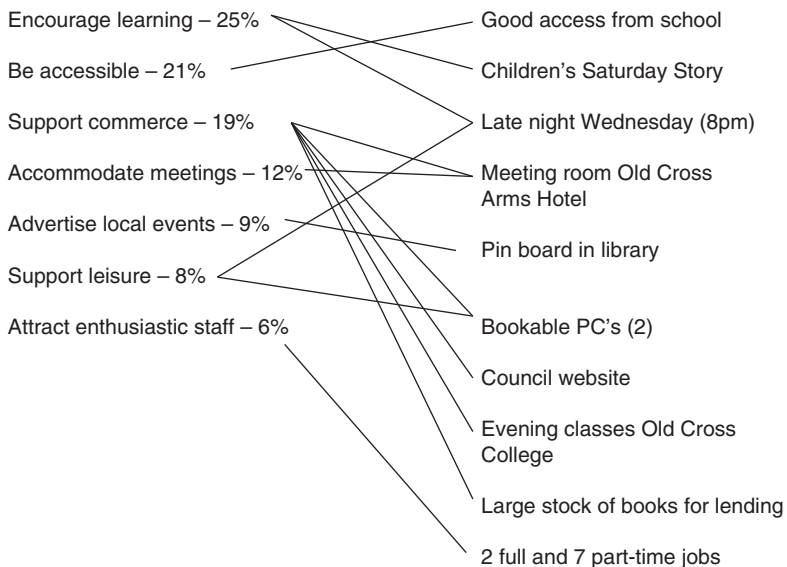 Encourage learning – 25%
Be accessible – 21%
Support commerce – 19%
Accommodate meetings – 12%
Advertise local events – 9%
Support leisure – 8%
Attract enthusiastic staff – 6%
Good access from school
Children's Saturday Story
Late night Wednesday (8pm)
Meeting room Old Cross
Arms Hotel
Pin board in library
Bookable PC's (2)
Council website
Evening classes Old Cross
College
Large stock of books for lending
2 full and 7 part-time jobs